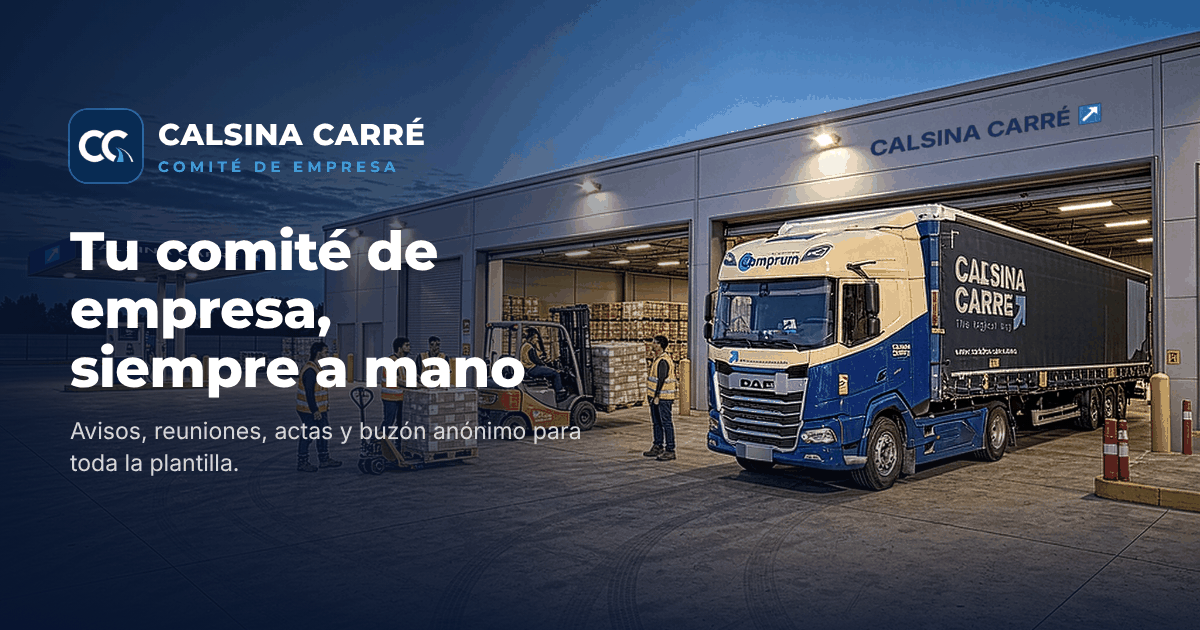 CALSINA CARRÉ
COMITÉ DE EMPRESA
Tu comité de
empresa,
siempre a mano
Avisos, reuniones, actas y buzón anónimo para
toda la plantilla.
CALSINA CARRÉ
CALSINA
CARRÉ
DAF